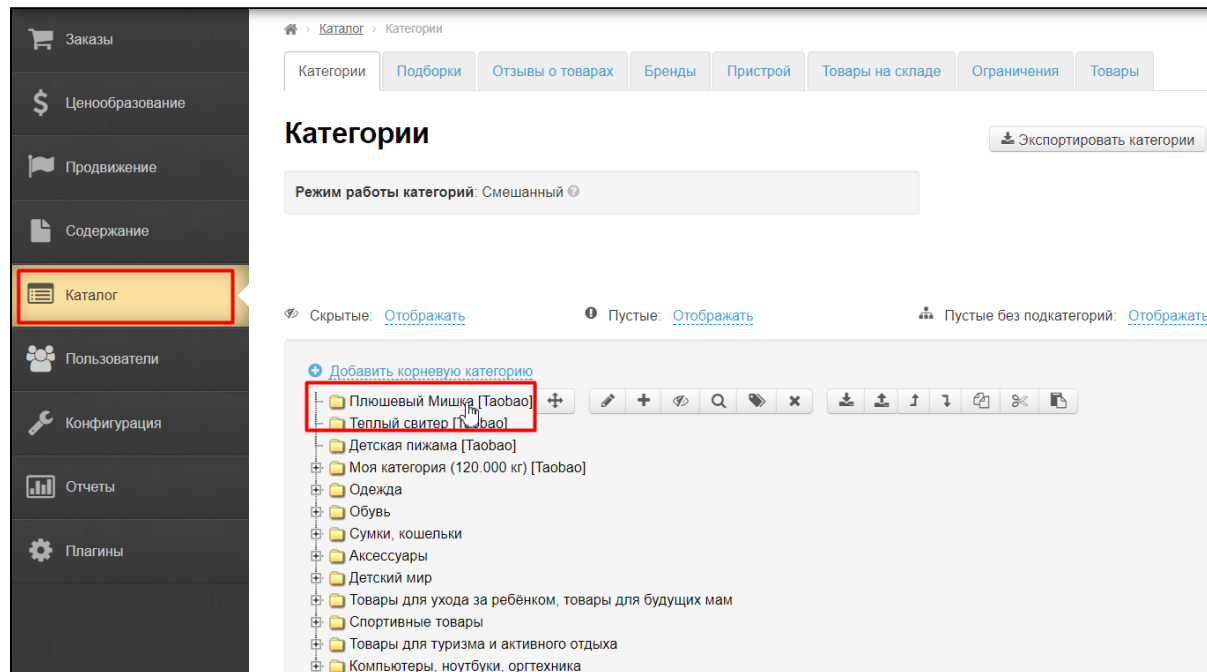 Заказы
Ценообразование
Продвижение
Содержание
Каталог
Пользователи
Конфигурация
Отчеты
Плагины
Каталог › Категории
Категории Подборки Отзывы о товарах Бренды Пристрой Товары на складе Ограничения Товары
Категории
Экспортировать категории
Режим работы категорий: Смешанный
Скрытые: Отображать Пустые: Отображать Пустые без подкатегорий: Отображать
Добавить корневую категорию
Плюшевый Мишка [Taobao]
Теплый свитер [Taobao]
Детская пижама [Taobao]
Моя категория (120.000 кг) [Taobao]
Одежда
Обувь
Сумки, кошельки
Аксессуары
Детский мир
Товары для ухода за ребёнком, товары для будущих мам
Спортивные товары
Товары для туризма и активного отдыха
Компьютеры, ноутбуки, оргтехника